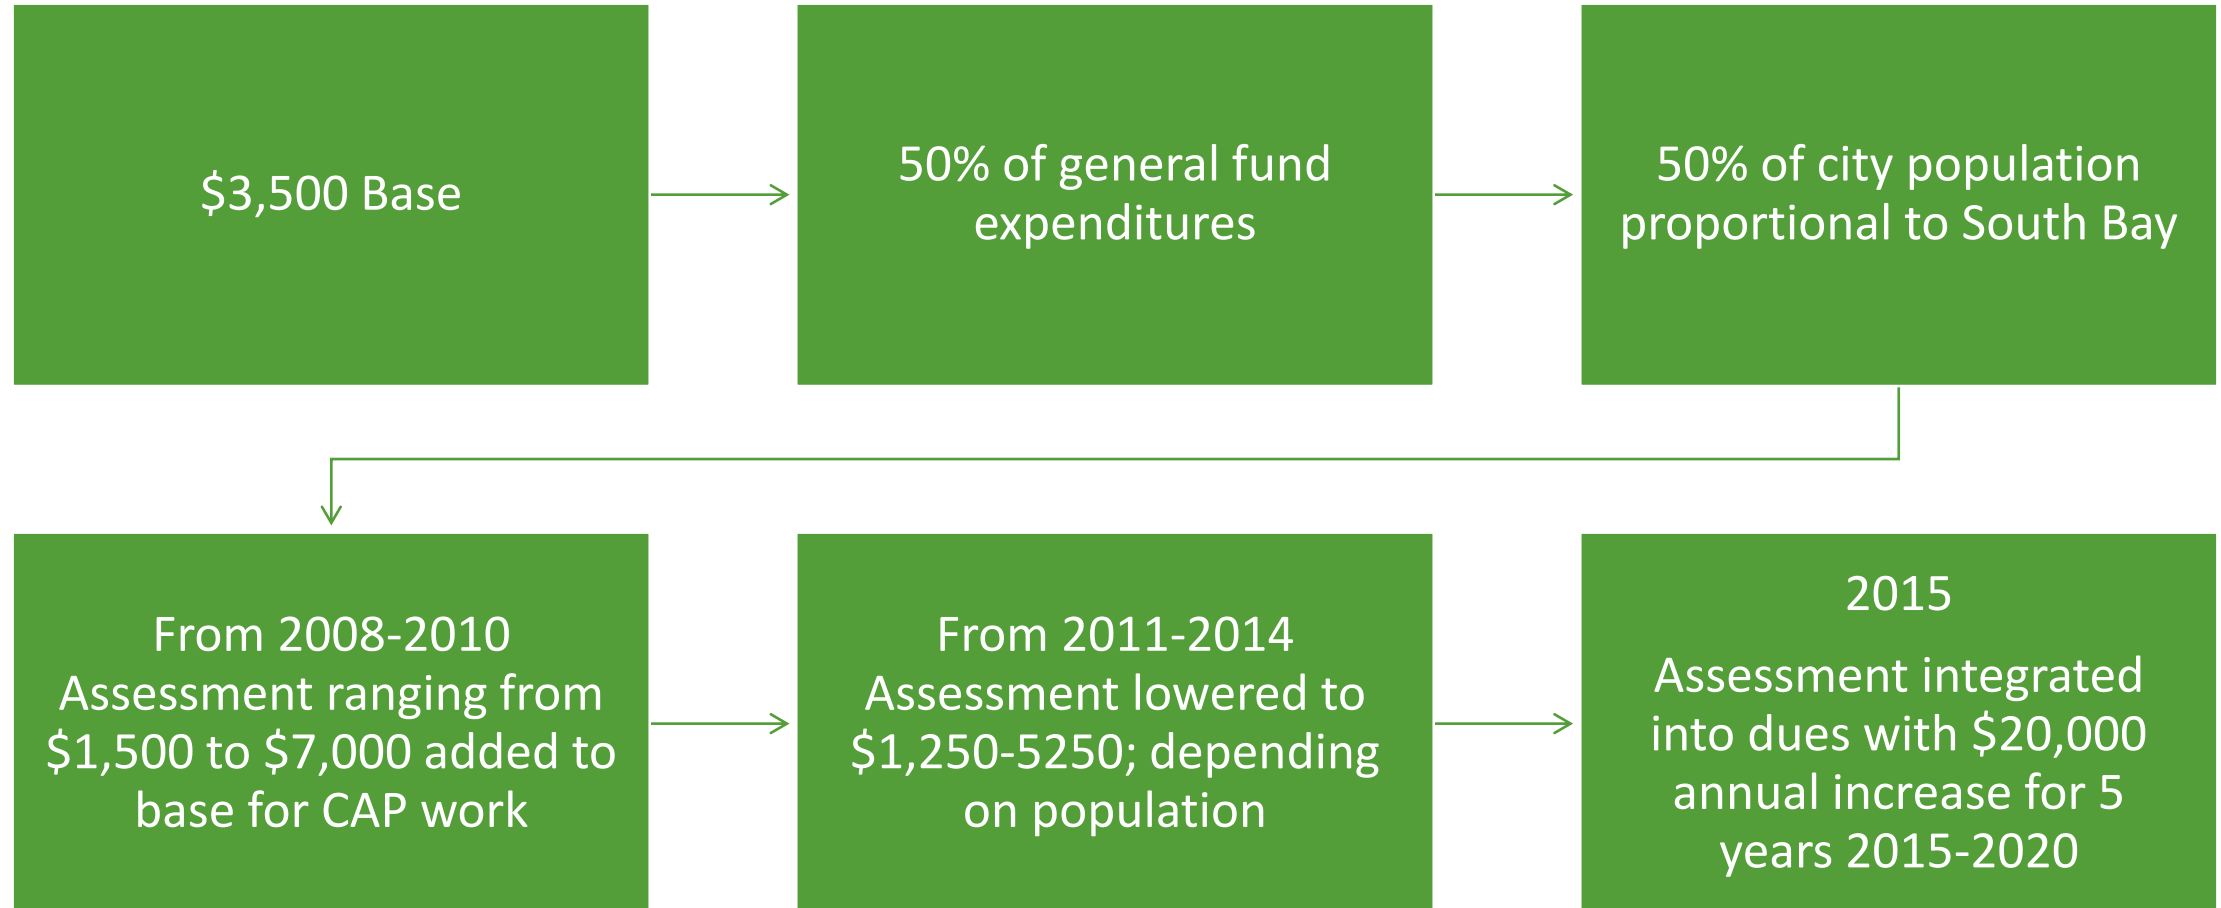 $3,500 Base
50% of general fund
expenditures
50% of city population
proportional to South Bay
From 2008-2010
Assessment ranging from
$1,500 to $7,000 added to
base for CAP work
From 2011-2014
Assessment lowered to
$1,250-5250; depending
on population
2015
Assessment integrated
into dues with $20,000
annual increase for 5
years 2015-2020